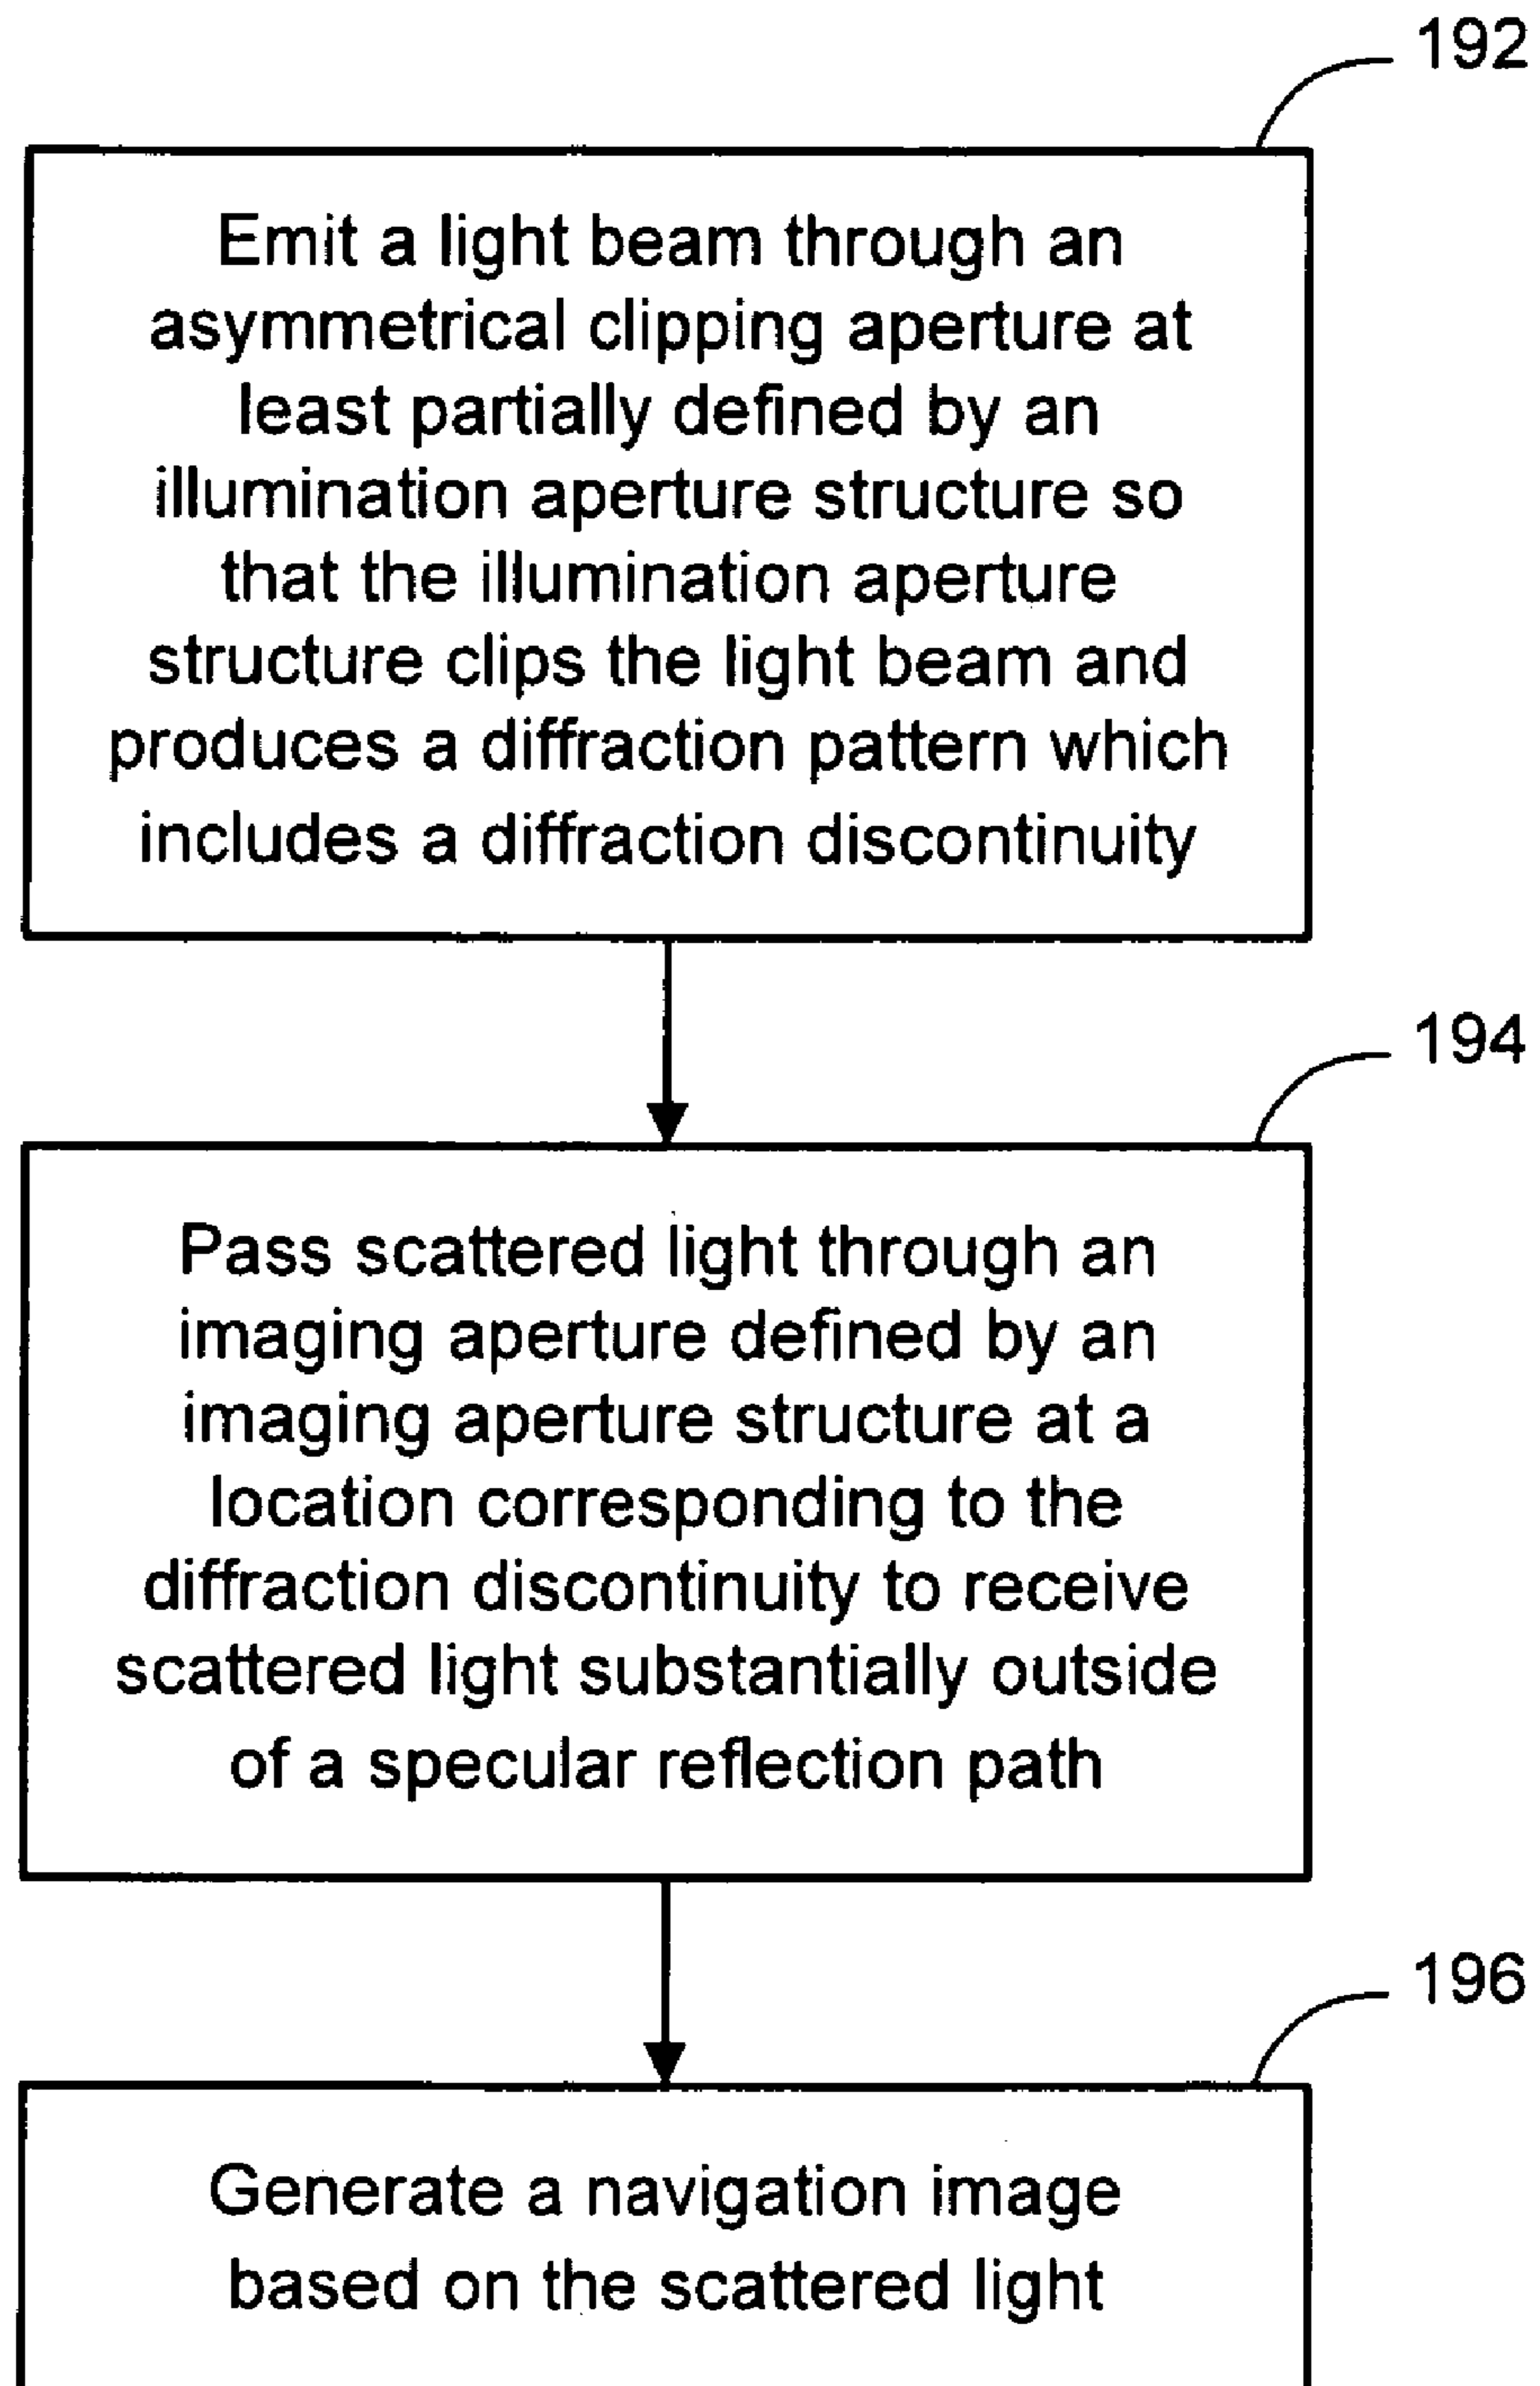 192
Emit a light beam through an
asymmetrical clipping aperture at
least partially defined by an
illumination aperture structure so
that the illumination aperture
structure clips the light beam and
produces a diffraction pattern which
includes a diffraction discontinuity
194
Pass scattered light through an
imaging aperture defined by an
imaging aperture structure at a
location corresponding to the
diffraction discontinuity to receive
scattered light substantially outside
of a specular reflection path
196
Generate a navigation image
based on the scattered light